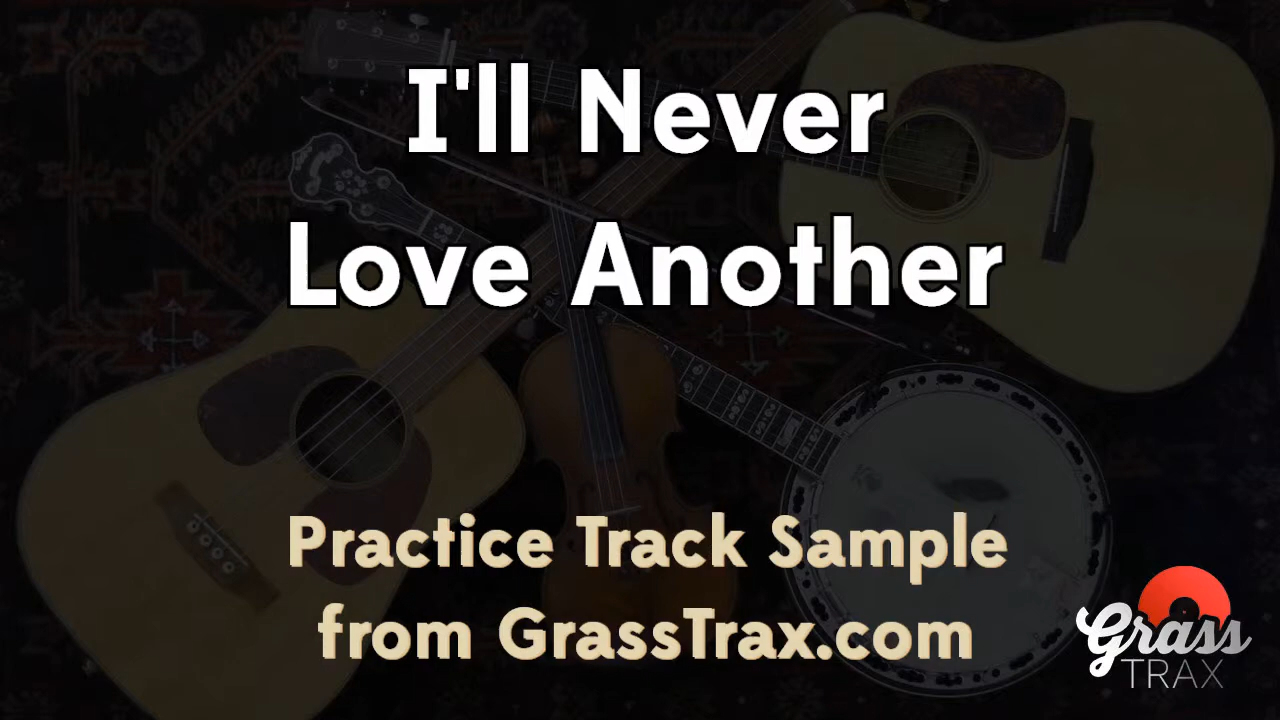 I'll Never
Love Another
Practice Track Sample
from GrassTrax.com
Grass
TRAX